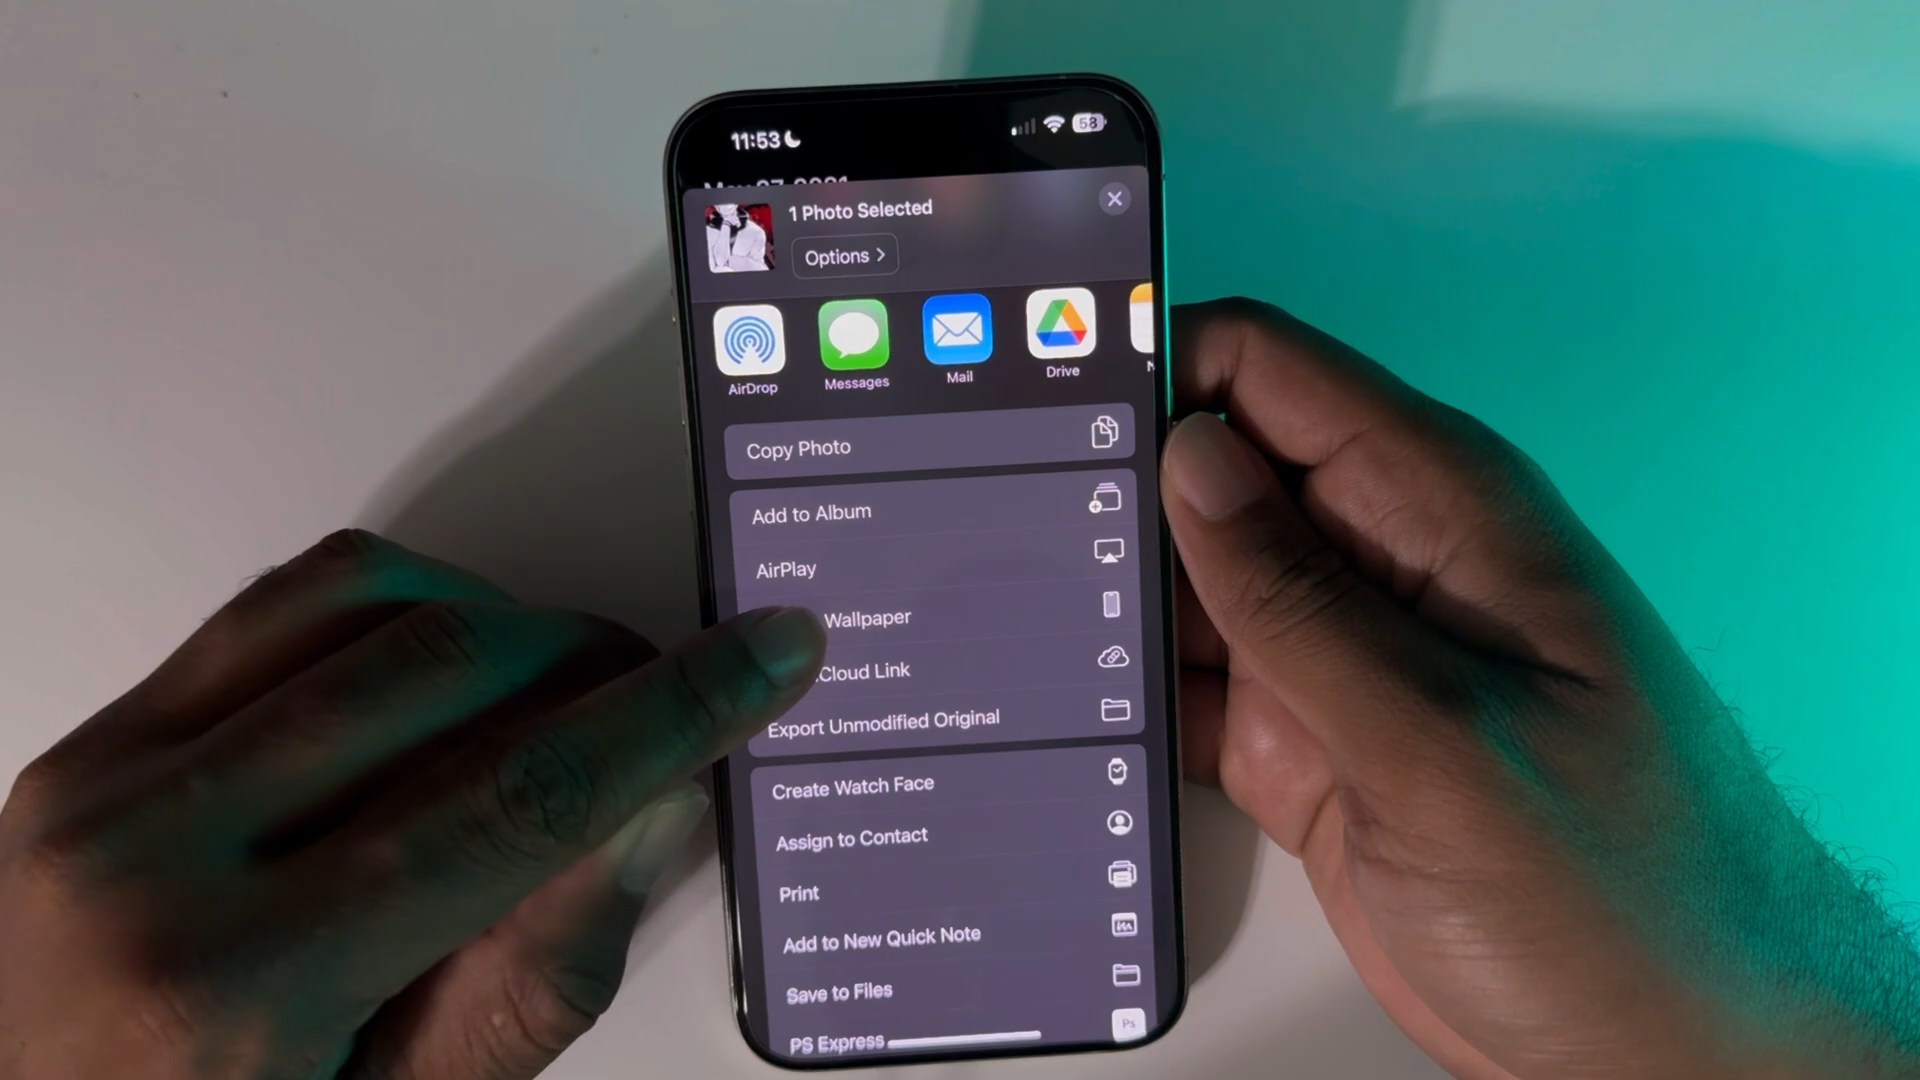 11:53
58
1 Photo Selected
Options
AirDrop
Messages
Mail
Drive
Copy Photo
Add to Album
AirPlay
Wallpaper
Cloud Link
Export Unmodified Original
Create Watch Face
Assign to Contact
Print
Add to New Quick Note
Save to Files
PS Express
Ps